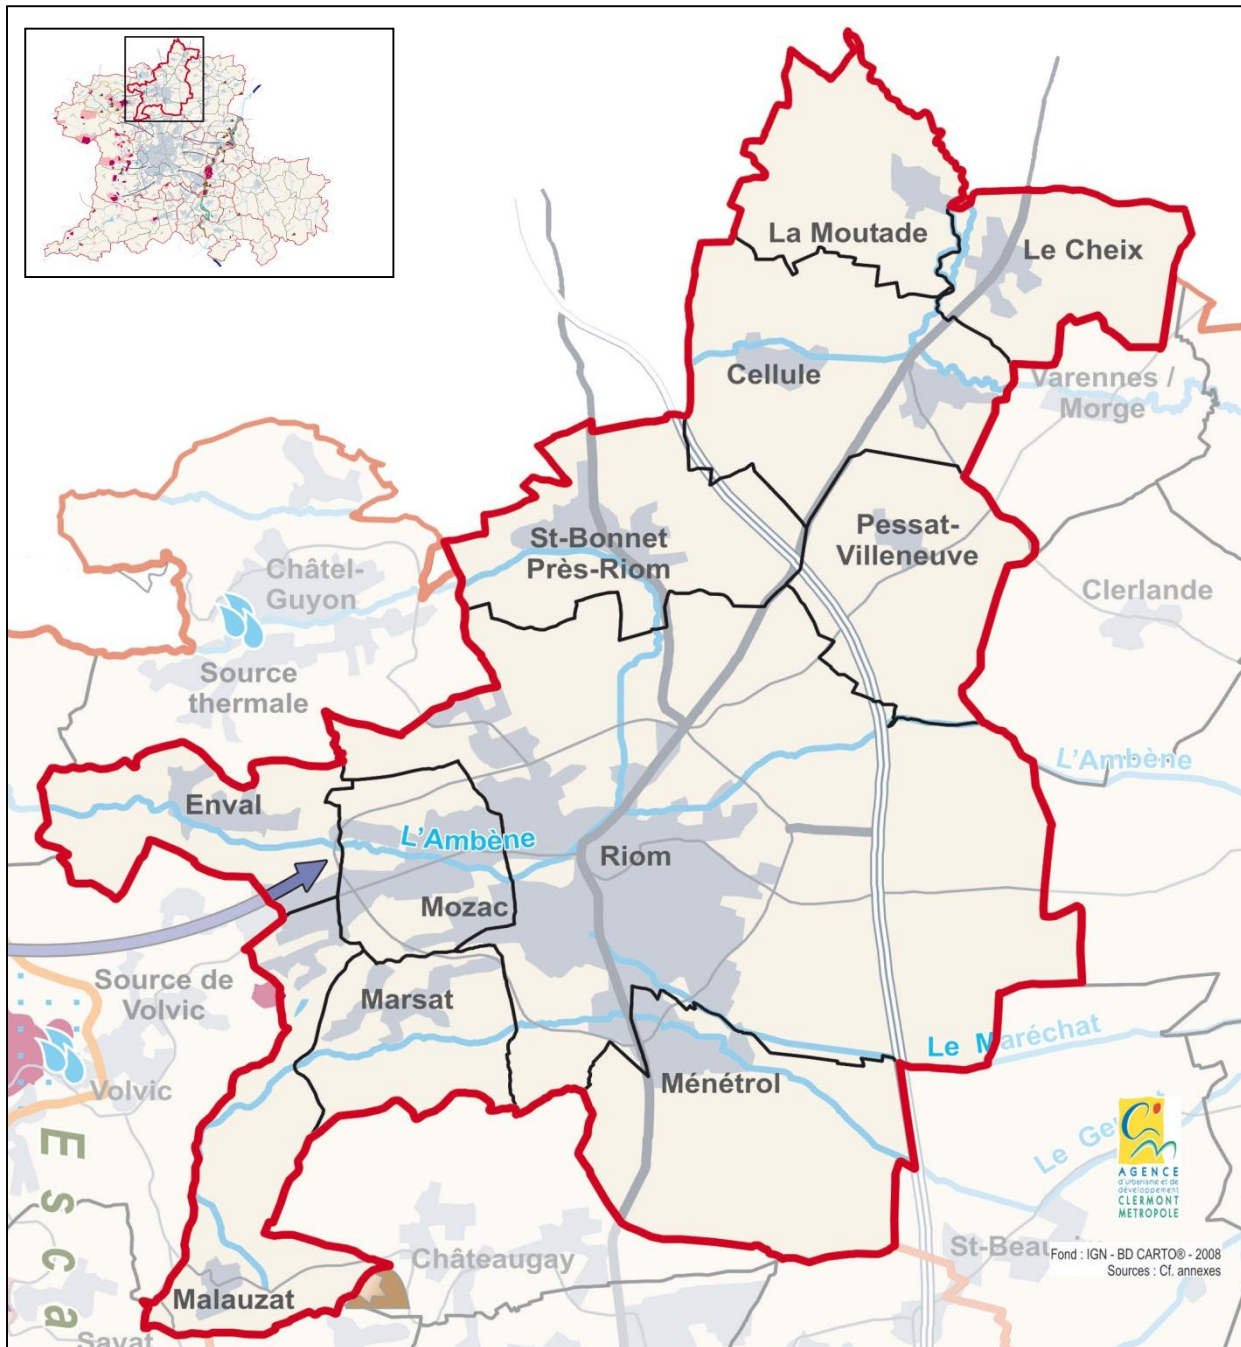 La Moutade
Le Cheix
Cellule
Varennes /
Morge
St-Bonnet
Près-Riom
Pessat-
Villeneuve
Châtel-
Guyon
Clerlande
Source
thermale
L'Ambène
Enval
L'Ambène
Riom
Mozac
Source de
Volvic
Marsat
Le Maréchat
Volvic
Ménétrol
Esca
Le Ge
AGENCE
d'urbanisme et de
développement
CLERMONT
METROPOLE
Châteaugay
St-Beau
Fond : IGN - BD CARTO® - 2008
Sources : Cf. annexes
Malauzat
Sayat